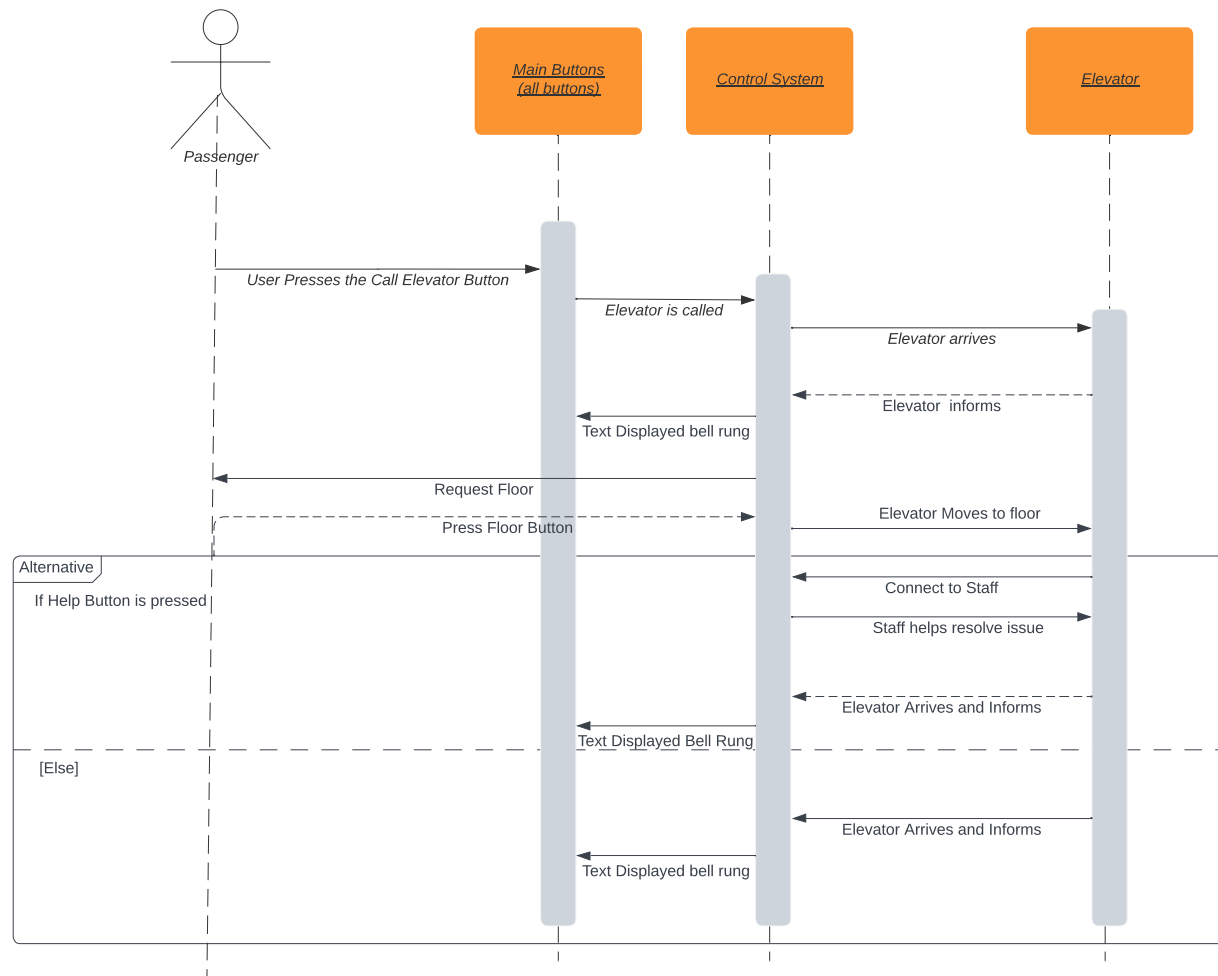 Main Buttons
(all buttons)
Control System
Elevator
Passenger
User Presses the Call Elevator Button
Elevator is called
Elevator arrives
Elevator  informs
Text Displayed bell rung
Request Floor
Elevator Moves to floor
Press Floor Button
Alternative
Connect to Staff
If Help Button is pressed
Staff helps resolve issue
Elevator Arrives and Informs
Text Displayed Bell Rung
[Else]
Elevator Arrives and Informs
Text Displayed bell rung